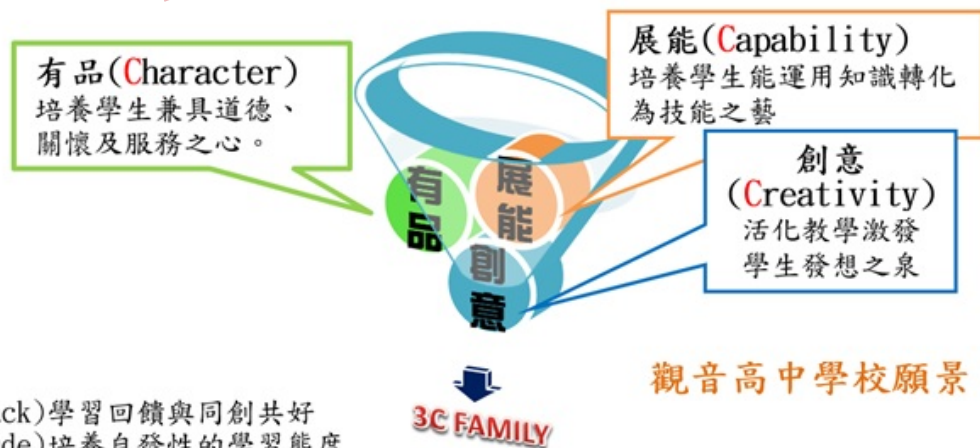 有品(Character)
培養學生兼具道德、
關懷及服務之心。
展能(Capability)
培養學生能運用知識轉化
為技能之藝
創意
(Creativity)
活化教學激發
學生發想之泉
有品
展能
創意
觀音高中學校願景
3C FAMILY
ack)學習回饋與同創共好